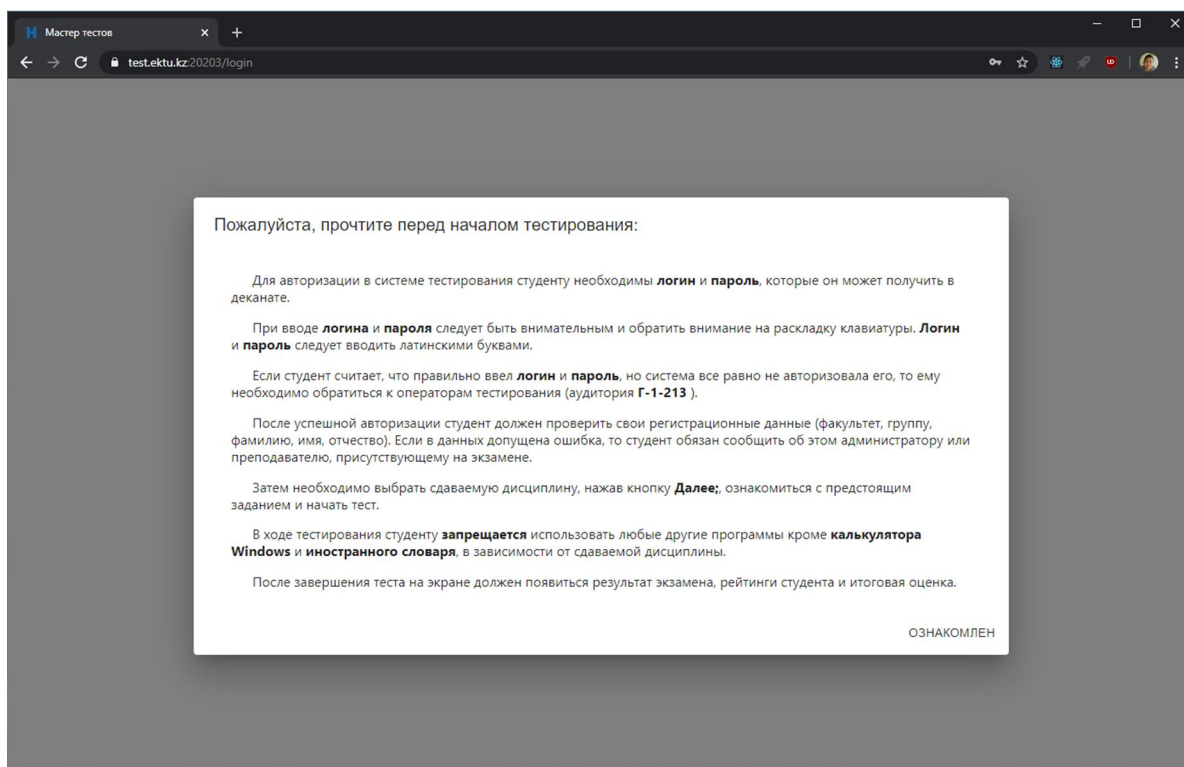 Мастер тестов
test.ektu.kz:20203/login
Пожалуйста, прочтите перед началом тестирования:
Для авторизации в системе тестирования студенту необходимы логин и пароль, которые он может получить в
деканате.
При вводе логина и пароля следует быть внимательным и обратить внимание на раскладку клавиатуры. Логин
и пароль следует вводить латинскими буквами.
Если студент считает, что правильно ввел логин и пароль, но система все равно не авторизовала его, то ему
необходимо обратиться к операторам тестирования (аудитория Г-1-213 ).
После успешной авторизации студент должен проверить свои регистрационные данные (факультет, группу,
фамилию, имя, отчество). Если в данных допущена ошибка, то студент обязан сообщить об этом администратору или
преподавателю, присутствующему на экзамене.
Затем необходимо выбрать сдаваемую дисциплину, нажав кнопку Далее;, ознакомиться с предстоящим
заданием и начать тест.
В ходе тестирования студенту запрещается использовать любые другие программы кроме калькулятора
Windows и иностранного словаря, в зависимости от сдаваемой дисциплины.
После завершения теста на экране должен появиться результат экзамена, рейтинги студента и итоговая оценка.
ОЗНАКОМЛЕН